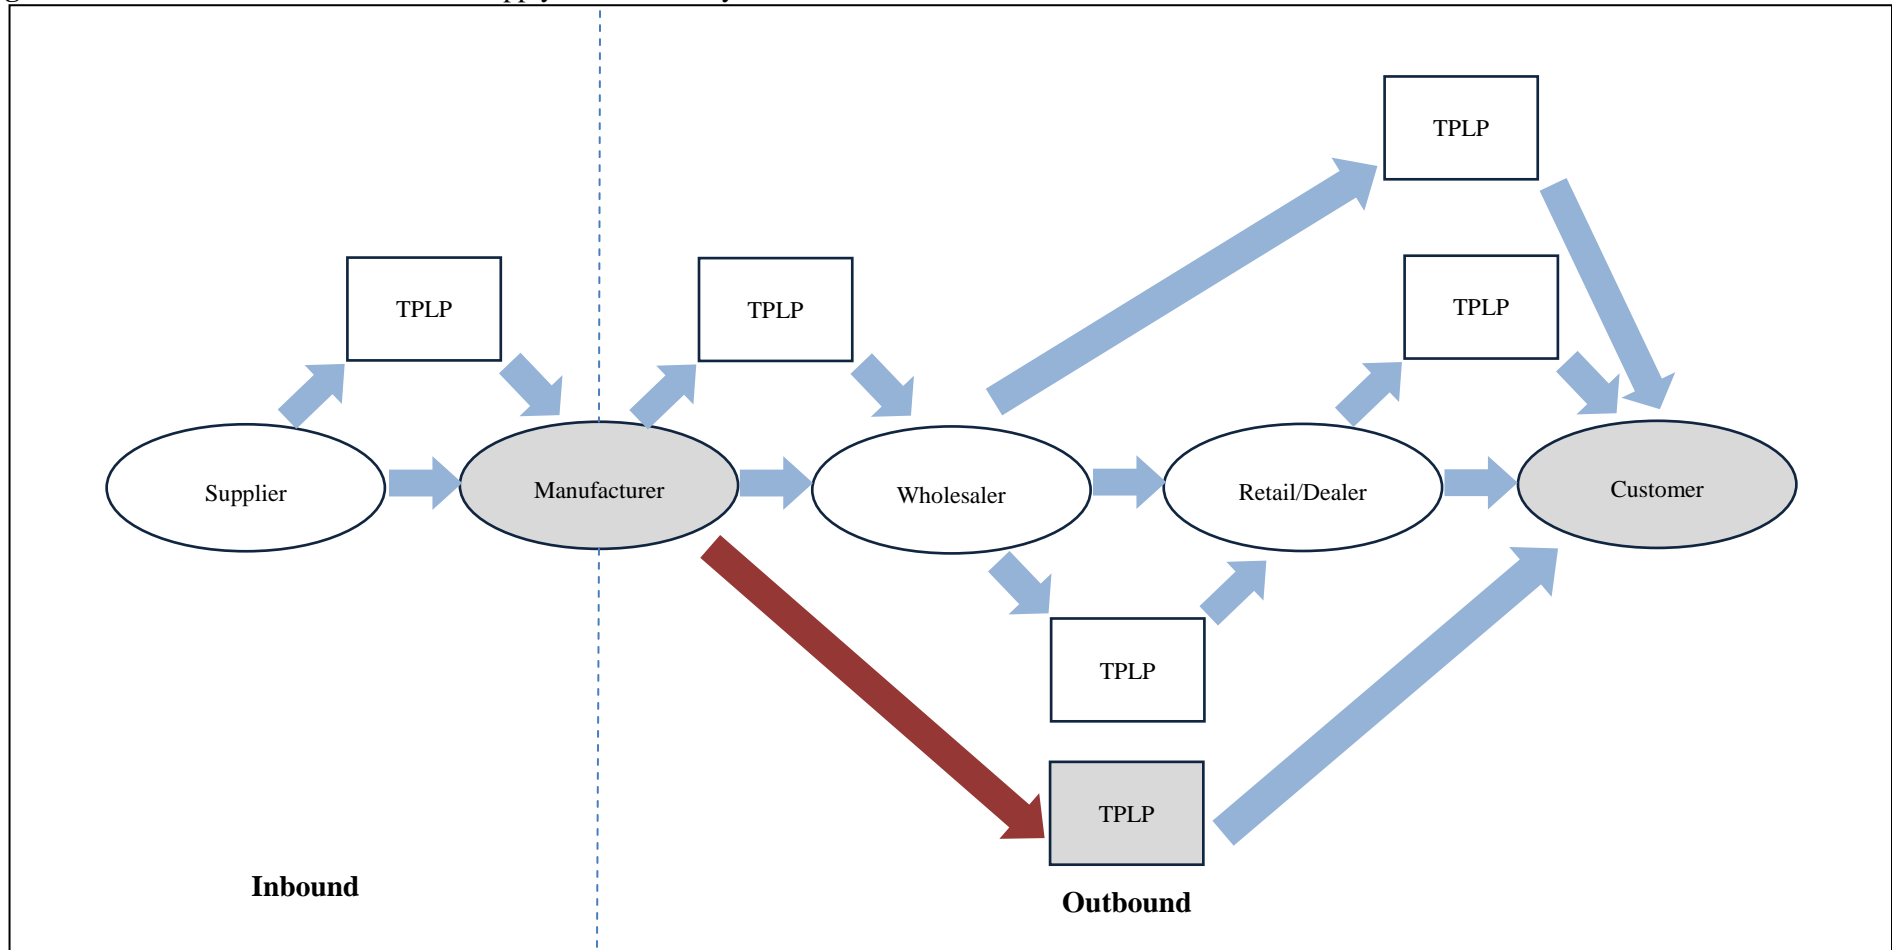 TPLP
TPLP
TPLP
TPLP
Supplier
Manufacturer
Wholesaler
Retail/Dealer
Customer
TPLP
TPLP
Inbound
Outbound